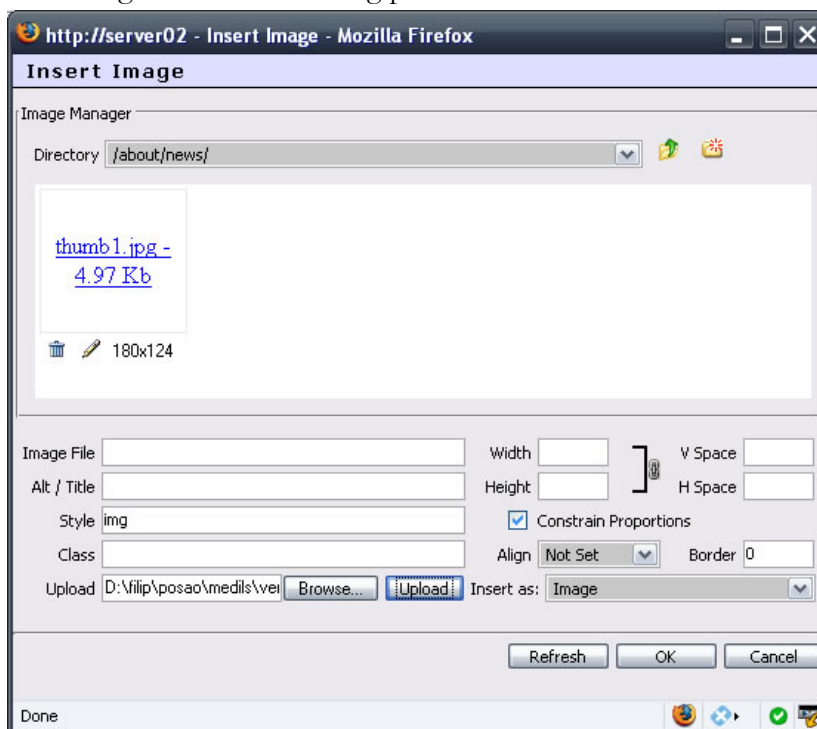 http://server02 - Insert Image - Mozilla Firefox
Insert Image
Image Manager
Directory /about/news/
thumb1.jpg -
4.97 Kb
180x124
Image File Width V Space
Alt / Title Height H Space
Style img Constrain Proportions
Class Align Not Set Border 0
Upload D:\filip\posao\medils\ve Browse... Upload Insert as: Image
Refresh OK Cancel
Done